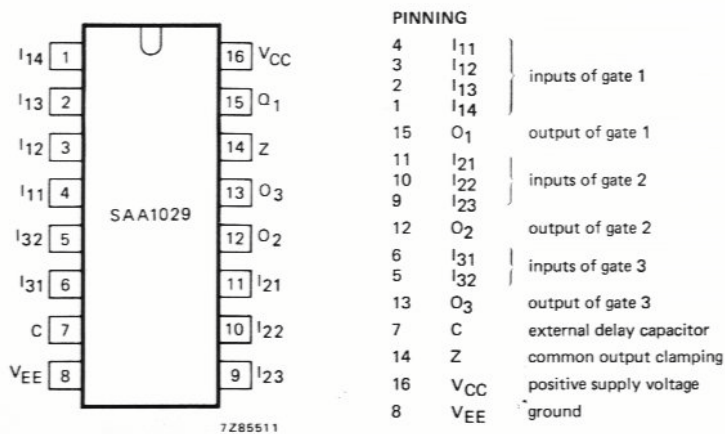 PINNING
I14 1
16 VCC
I13 2
15 Q1
I12 3
14 Z
I11 4
13 O3
SAA1029
I32 5
12 O2
I31 6
11 I21
C 7
10 I22
VEE 8
9 I23
7Z85511
4 I11
3 I12
2 I13
1 I14
inputs of gate 1
15 O1 output of gate 1
11 I21
10 I22
9 I23
inputs of gate 2
12 O2 output of gate 2
6 I31
5 I32
inputs of gate 3
13 O3 output of gate 3
7 C external delay capacitor
14 Z common output clamping
16 VCC positive supply voltage
8 VEE ground